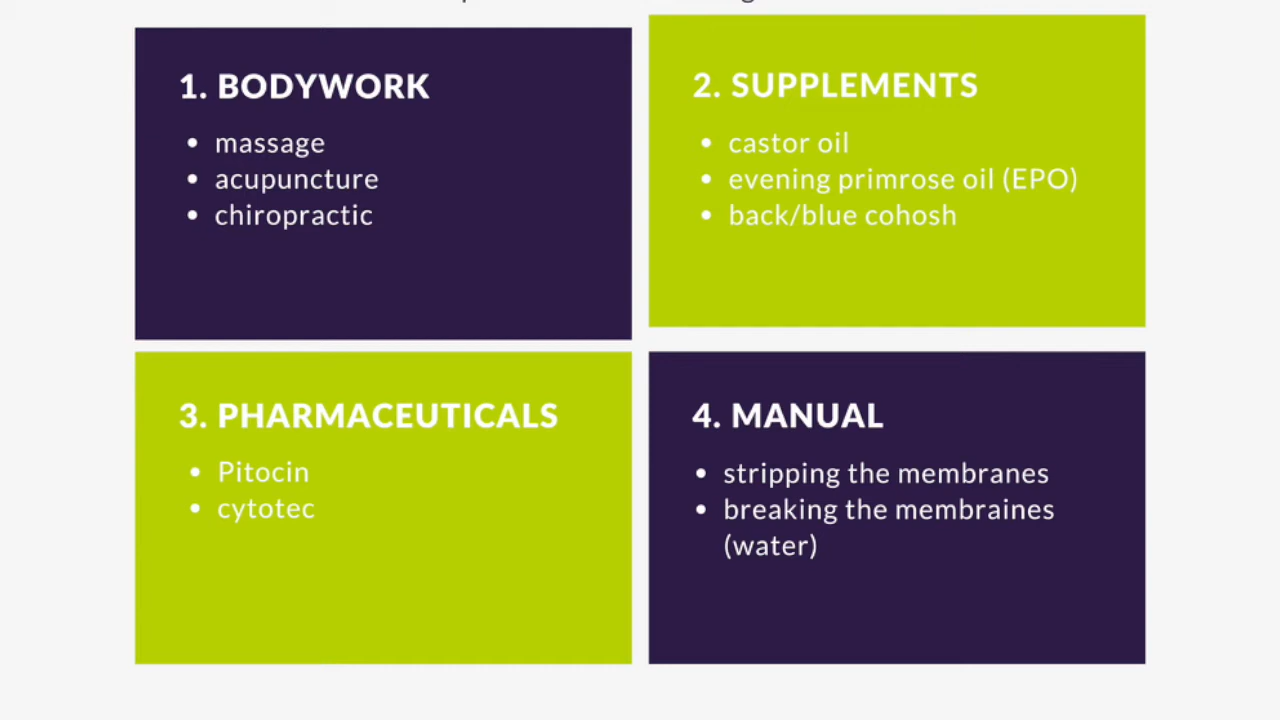 1. BODYWORK
• massage
• acupuncture
• chiropractic
2. SUPPLEMENTS
• castor oil
• evening primrose oil (EPO)
• back/blue cohosh
3. PHARMACEUTICALS
• Pitocin
• cytotec
4. MANUAL
• stripping the membranes
• breaking the membraines
(water)